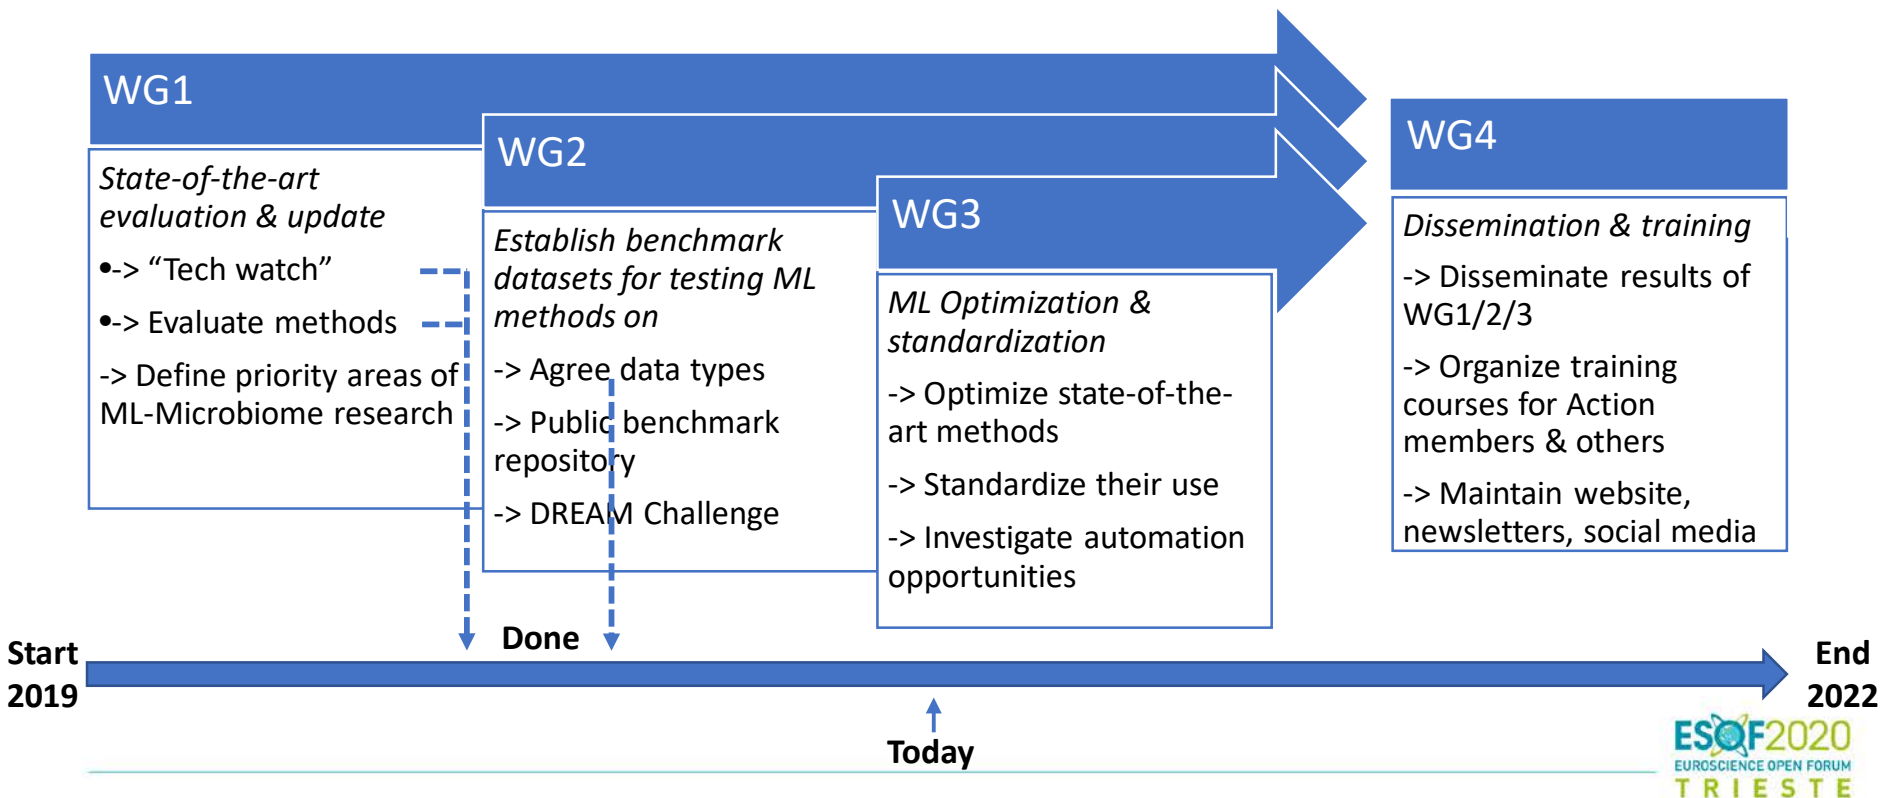 WG1
State-of-the-art
evaluation & update
•-> “Tech watch”
•-> Evaluate methods
-> Define priority areas of
ML-Microbiome research
WG2
Establish benchmark
datasets for testing ML
methods on
-> Agree data types
-> Public benchmark
repository
-> DREAM Challenge
WG3
ML Optimization &
standardization
-> Optimize state-of-the-
art methods
-> Standardize their use
-> Investigate automation
opportunities
WG4
Dissemination & training
-> Disseminate results of
WG1/2/3
-> Organize training
courses for Action
members & others
-> Maintain website,
newsletters, social media
Start
2019
Done
Today
End
2022
ESOF2020
EUROSCIENCE OPEN FORUM
TRIESTE